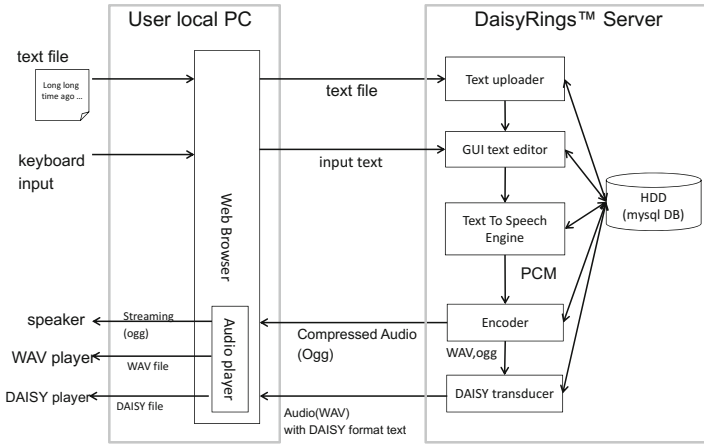 User local PC
DaisyRings™ Server
text file
Long long
time ago ...
text file
Text uploader
keyboard
input
input text
GUI text editor
Web Browser
HDD
(mysql DB)
Text To Speech
Engine
PCM
speaker
Streaming
(ogg)
Audio player
Compressed Audio
(Ogg)
Encoder
WAV player
WAV file
WAV,ogg
DAISY player
DAISY file
Audio(WAV)
with DAISY format text
DAISY transducer